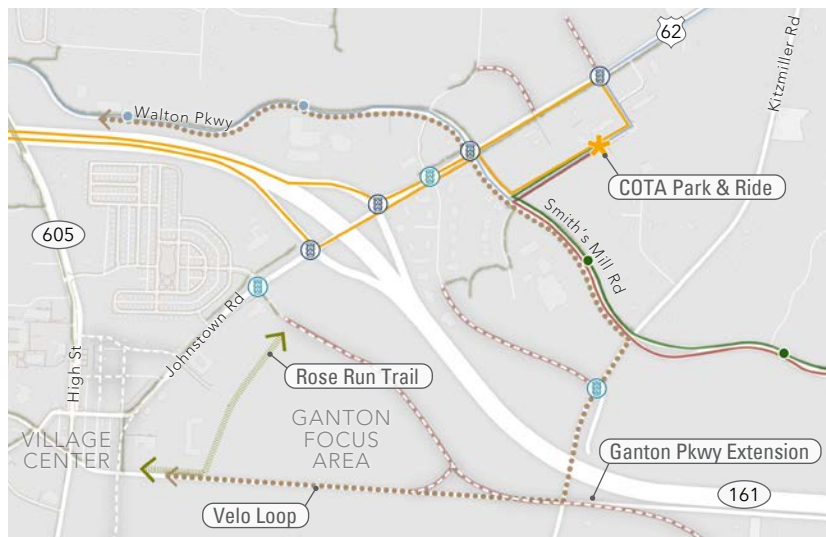 62
Kitzmiller Rd
Walton Pkwy
COTA Park & Ride
605
Smith's Mill Rd
Johnstown Rd
High St
Rose Run Trail
VILLAGE
CENTER
GANTON
FOCUS
AREA
Ganton Pkwy Extension
161
Velo Loop